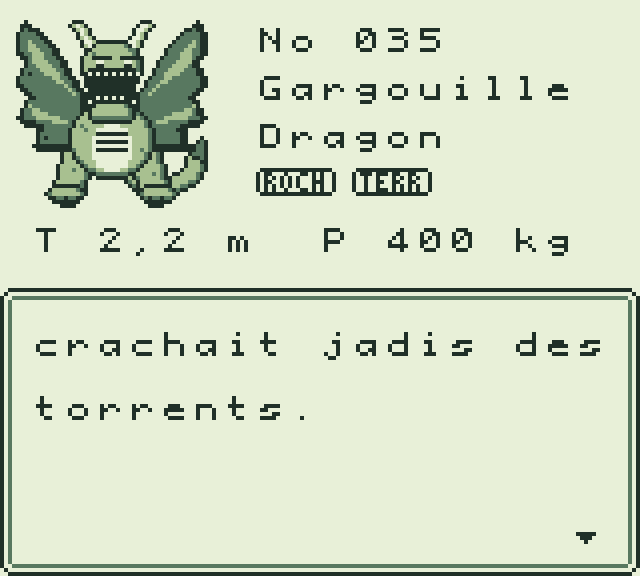 No 035
Gargouille
Dragon
ROCH TERR
T 2,2 m P 400 kg
crachait jadis des
torrents.